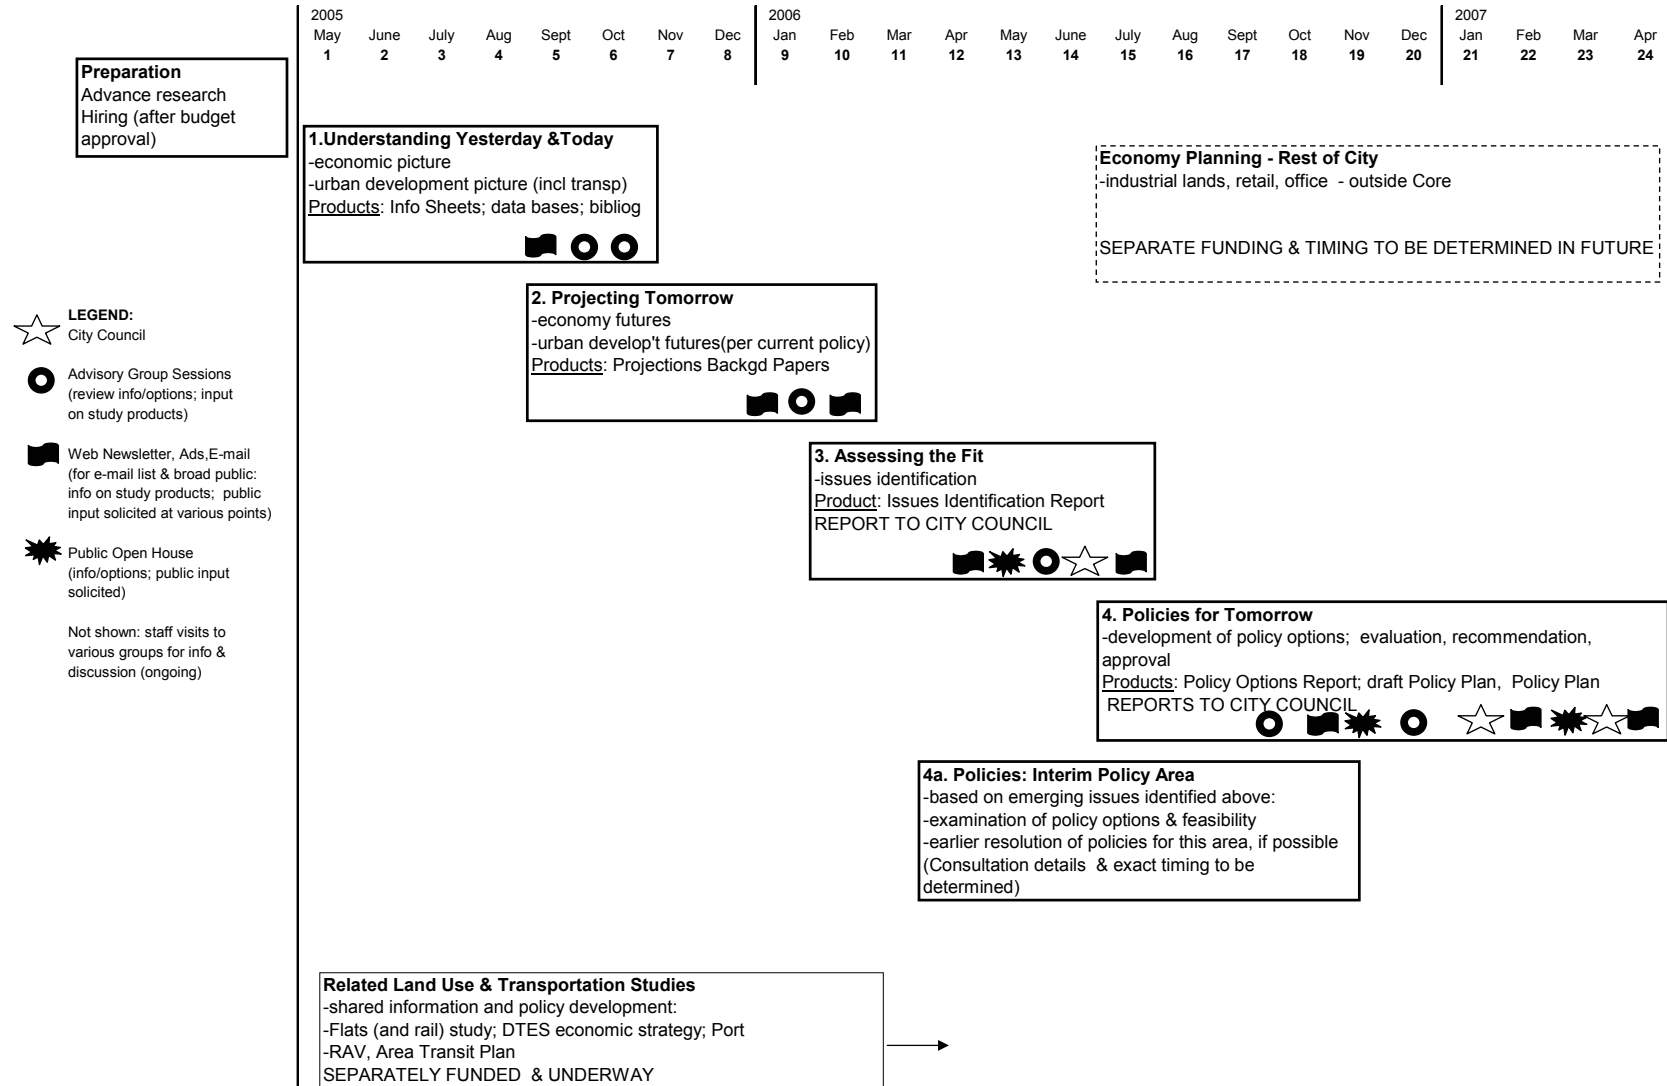 2005 2006 2007
May June July Aug Sept Oct Nov Dec Jan Feb Mar Apr May June July Aug Sept Oct Nov Dec Jan Feb Mar Apr
1 2 3 4 5 6 7 8 9 10 11 12 13 14 15 16 17 18 19 20 21 22 23 24
Preparation
Advance research
Hiring (after budget
approval)
1.Understanding Yesterday &Today
-economic picture
-urban development picture (incl transp)
Products: Info Sheets; data bases; bibliog
Economy Planning - Rest of City
-industrial lands, retail, office - outside Core
SEPARATE FUNDING & TIMING TO BE DETERMINED IN FUTURE
2. Projecting Tomorrow
-economy futures
-urban develop't futures(per current policy)
Products: Projections Backgd Papers
LEGEND:
City Council
Advisory Group Sessions
(review info/options; input
on study products)
Web Newsletter, Ads,E-mail
(for e-mail list & broad public:
info on study products; public
input solicited at various points)
Public Open House
(info/options; public input
solicited)
Not shown: staff visits to
various groups for info &
discussion (ongoing)
3. Assessing the Fit
-issues identification
Product: Issues Identification Report
REPORT TO CITY COUNCIL
4. Policies for Tomorrow
-development of policy options; evaluation, recommendation,
approval
Products: Policy Options Report; draft Policy Plan, Policy Plan
REPORTS TO CITY COUNCIL
4a. Policies: Interim Policy Area
-based on emerging issues identified above:
-examination of policy options & feasibility
-earlier resolution of policies for this area, if possible
(Consultation details & exact timing to be
determined)
Related Land Use & Transportation Studies
-shared information and policy development:
-Flats (and rail) study; DTES economic strategy; Port
-RAV, Area Transit Plan
SEPARATELY FUNDED & UNDERWAY